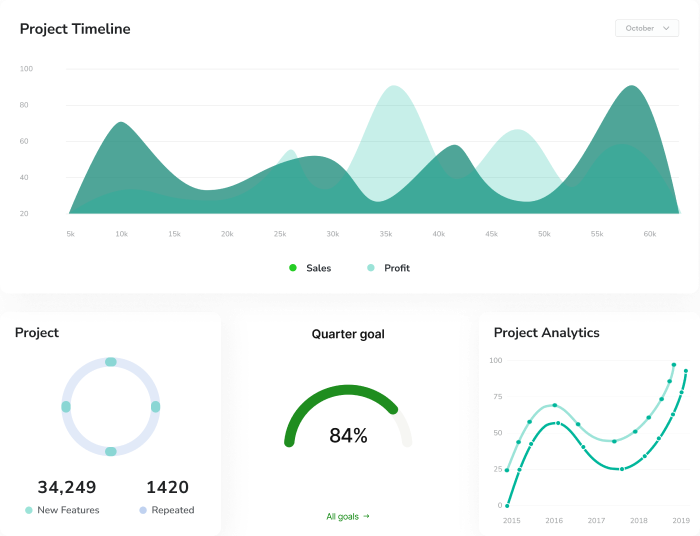 Project Timeline
October
100
80
60
40
20
5k 10k 15k 20k 25k 30k 35k 40k 45k 50k 55k 60k
Sales Profit
Project
34,249 1420
New Features Repeated
Quarter goal
84%
All goals →
Project Analytics
100
75
50
25
0
2015 2016 2017 2018 2019